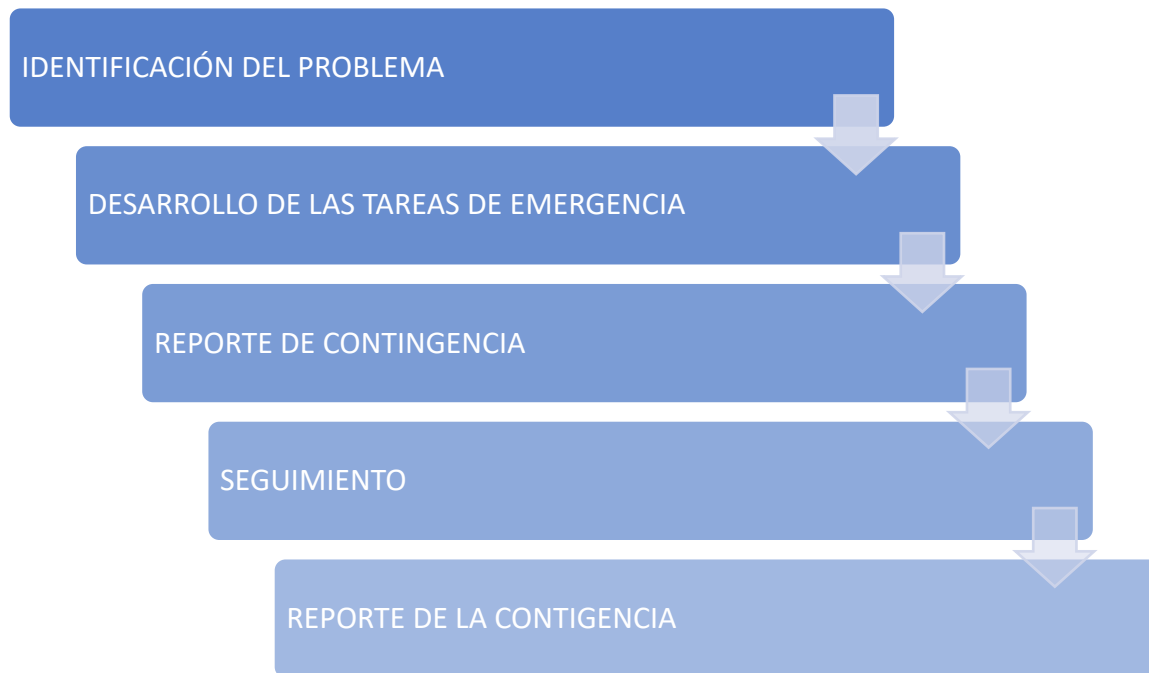 IDENTIFICACIÓN DEL PROBLEMA
DESARROLLO DE LAS TAREAS DE EMERGENCIA
REPORTE DE CONTINGENCIA
SEGUIMIENTO
REPORTE DE LA CONTIGENCIA